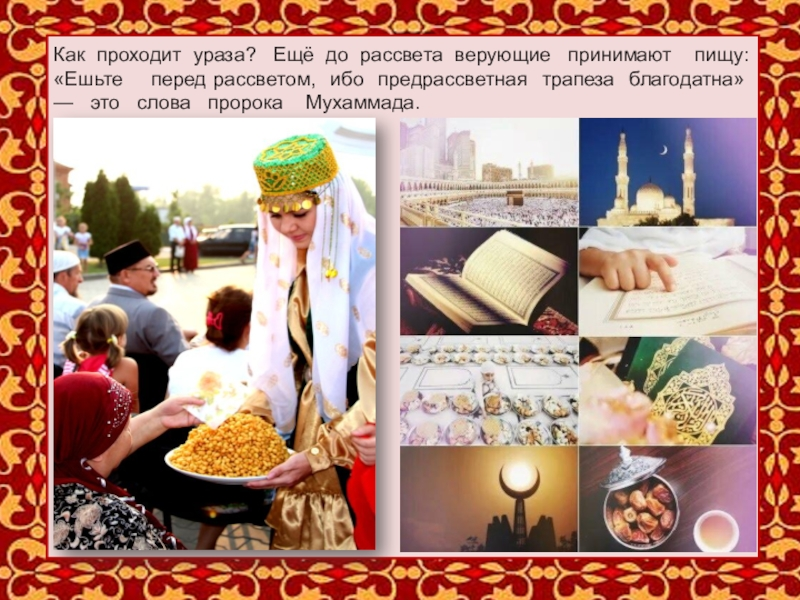 Как проходит ураза? Ещё до рассвета верующие принимают пищу:
«Ешьте перед рассветом, ибо предрассветная трапеза благодатна»
— это слова пророка Мухаммада.